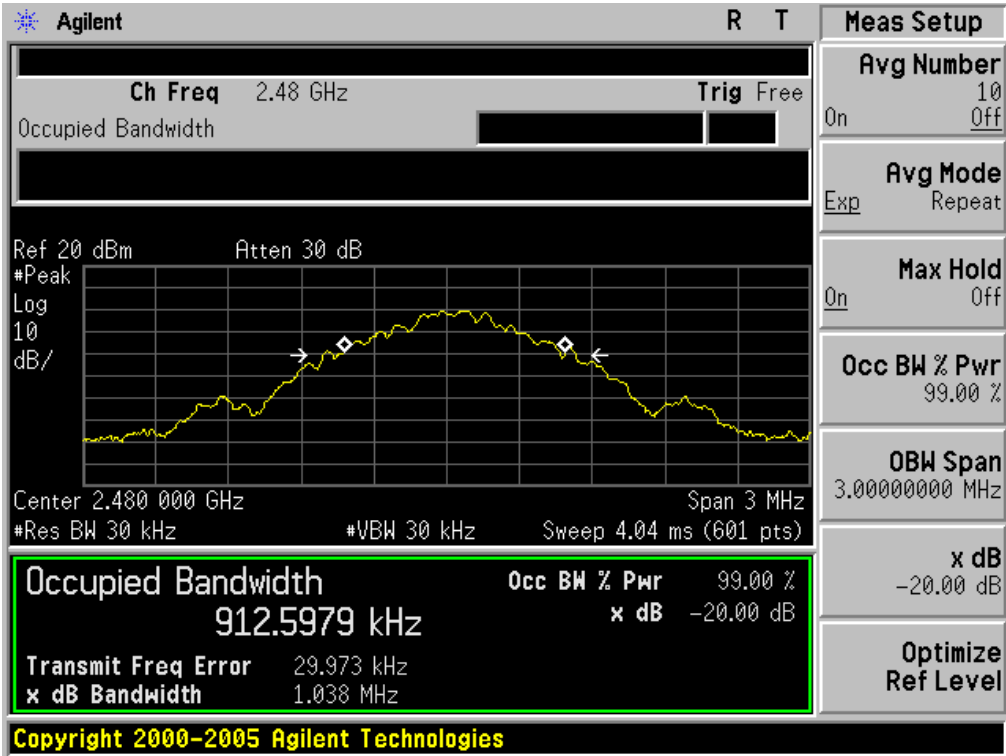 Agilent R T
Ch Freq 2.48 GHz Trig Free
Occupied Bandwidth
Ref 20 dBm Atten 30 dB
#Peak
Log
10
dB/
Center 2.480 000 GHz Span 3 MHz
#Res BW 30 kHz #VBW 30 kHz Sweep 4.04 ms (601 pts)
Occupied Bandwidth Occ BW % Pwr 99.00 %
912.5979 kHz x dB -20.00 dB
Transmit Freq Error 29.973 kHz
x dB Bandwidth 1.038 MHz
Copyright 2000-2005 Agilent Technologies
Meas Setup
Avg Number
10
On Off
Avg Mode
Exp Repeat
Max Hold
On Off
Occ BW % Pwr
99.00 %
OBW Span
3.00000000 MHz
x dB
-20.00 dB
Optimize
Ref Level